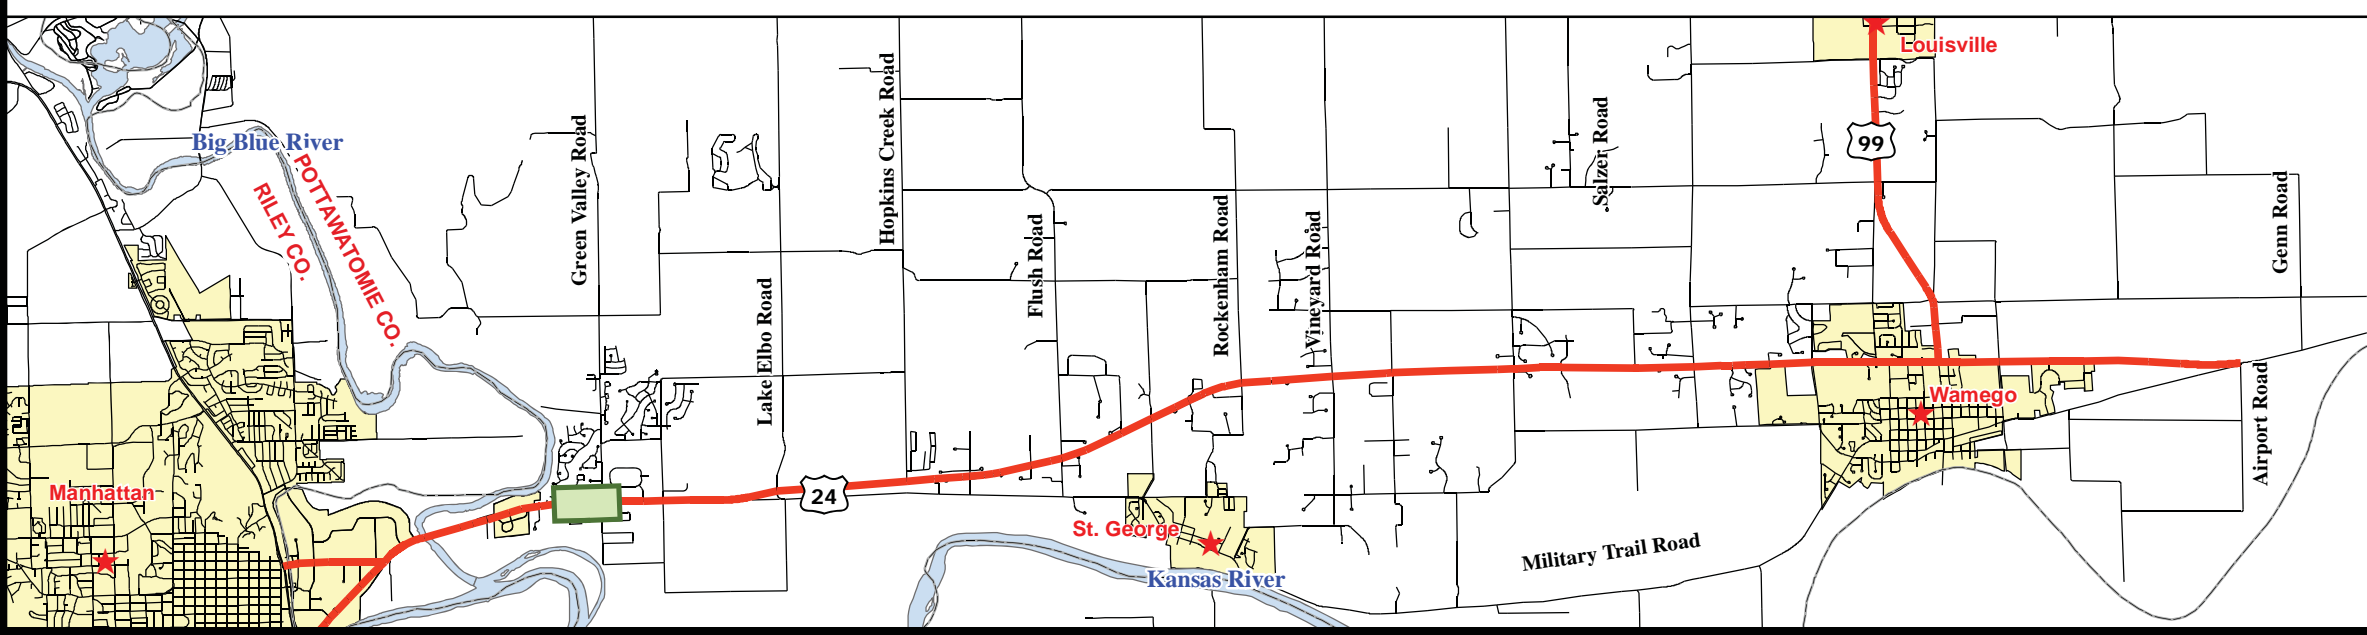 Louisville
99
Big Blue River
POTTAWATOMIE CO.
RILEY CO.
Green Valley Road
Hopkins Creek Road
Salzer Road
Genn Road
Flush Road
Rockenham Road
Vineyard Road
Lake Elbo Road
Wamego
Airport Road
Manhattan
24
St. George
Military Trail Road
Kansas River